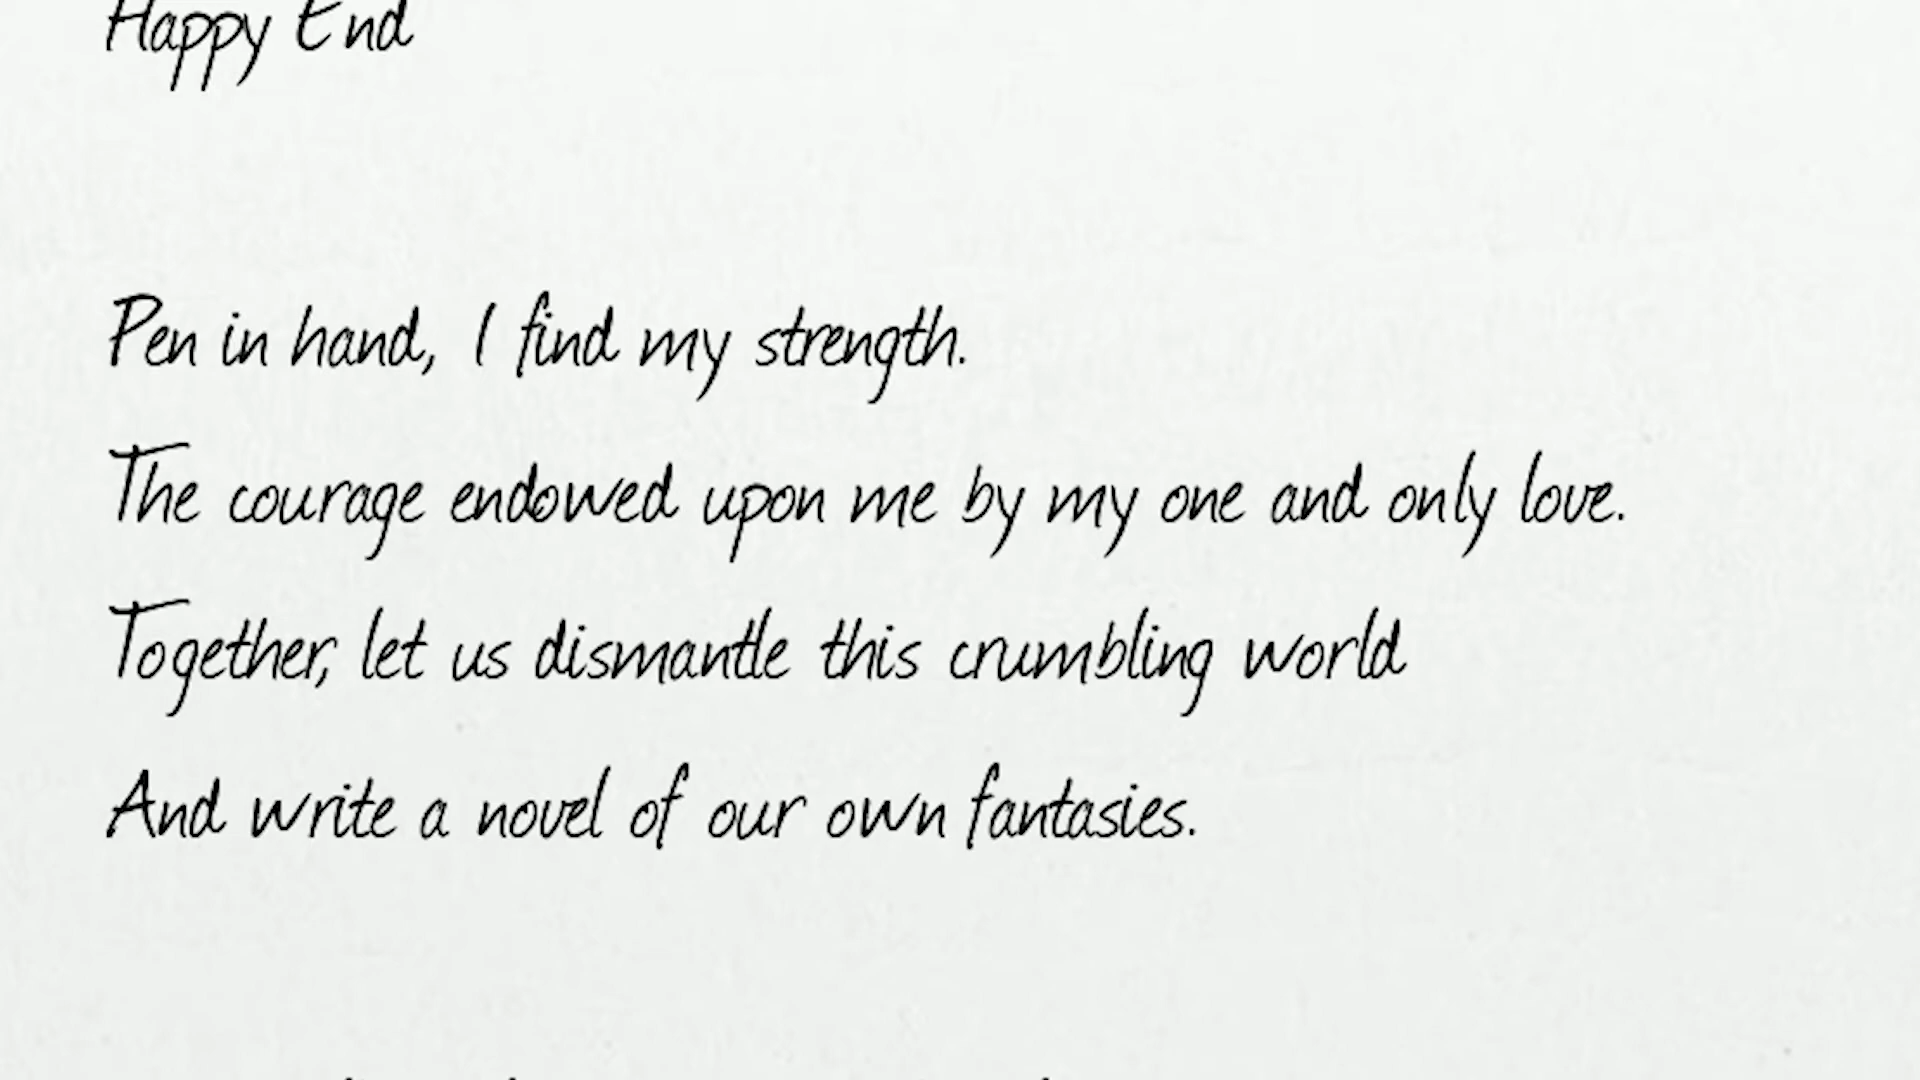 Happy End
Pen in hand, I find my strength.
The courage endowed upon me by my one and only love.
Together, let us dismantle this crumbling world
And write a novel of our own fantasies.